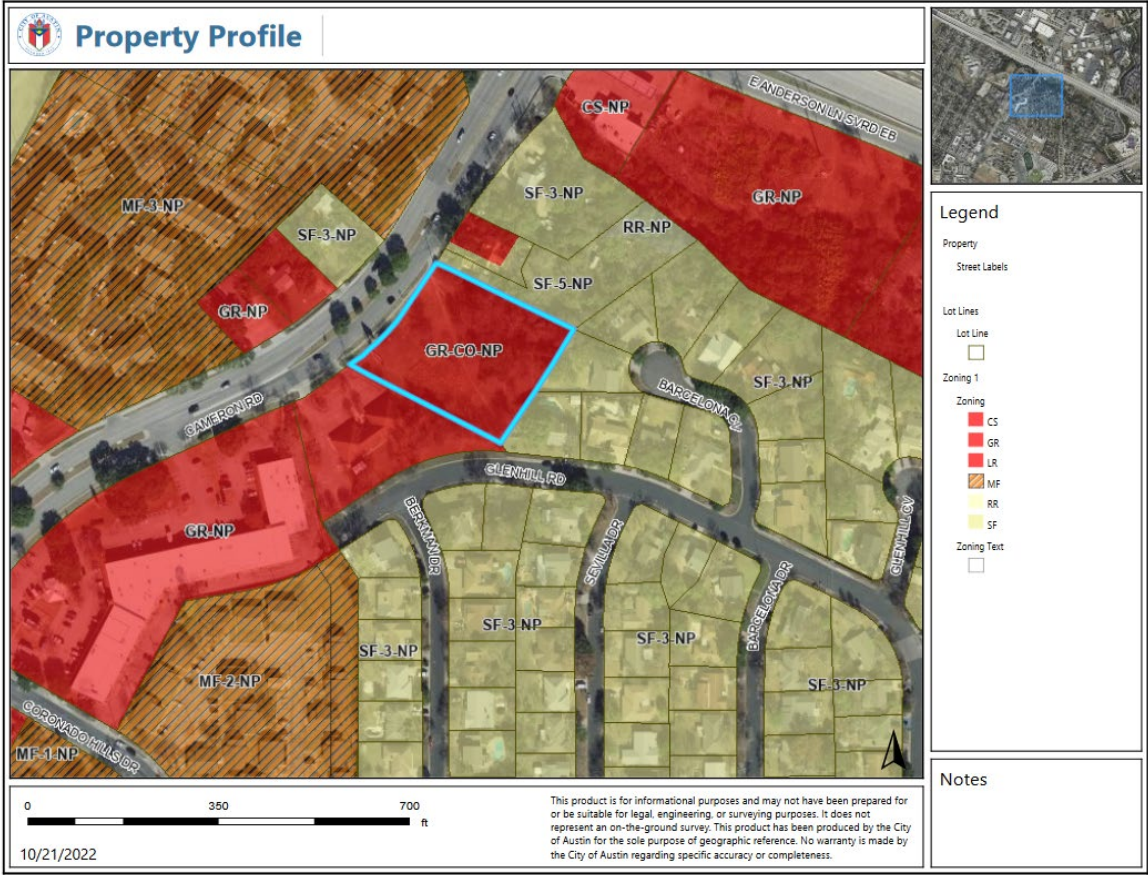 CITY OF AUSTIN
Property Profile
E ANDERSON LN SVRD EB
CS-NP
SF-3-NP
GR-NP
MF-3-NP
RR-NP
SF-3-NP
SF-5-NP
GR-NP
GR-CO-NP
SF-3-NP
BARCELONA CV
CAMERON RD
GLENHILL RD
BERKMAN DR
SEVILLA DR
GLENHILL CV
GR-NP
BARCELONA DR
SF-3-NP
SF-3-NP
SF-3-NP
MF-2-NP
SF-3-NP
CORONADO HILLS DR
MF-1-NP
Legend
Property
Street Labels
Lot Lines
Lot Line
Zoning 1
Zoning
CS
GR
LR
MF
RR
SF
Zoning Text
Notes
0 350 700
ft
10/21/2022
This product is for informational purposes and may not have been prepared for
or be suitable for legal, engineering, or surveying purposes. It does not
represent an on-the-ground survey. This product has been produced by the City
of Austin for the sole purpose of geographic reference. No warranty is made by
the City of Austin regarding specific accuracy or completeness.